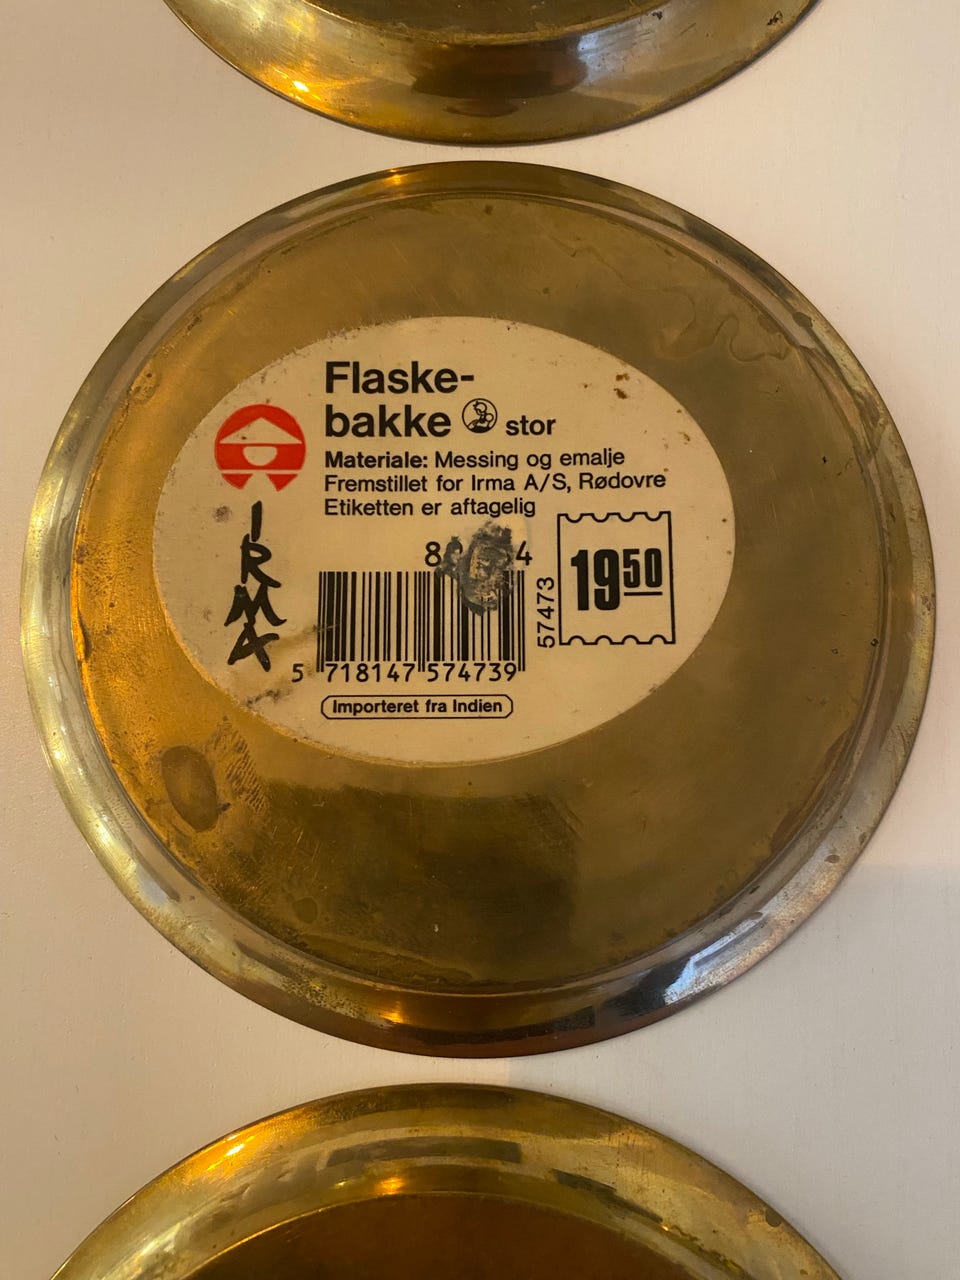 Flaske-
bakke stor
Materiale: Messing og emalje
Fremstillet for Irma A/S, Rødovre
Etiketten er aftagelig
IRMA
57473
19 50
5 718147 574739
Importeret fra Indien